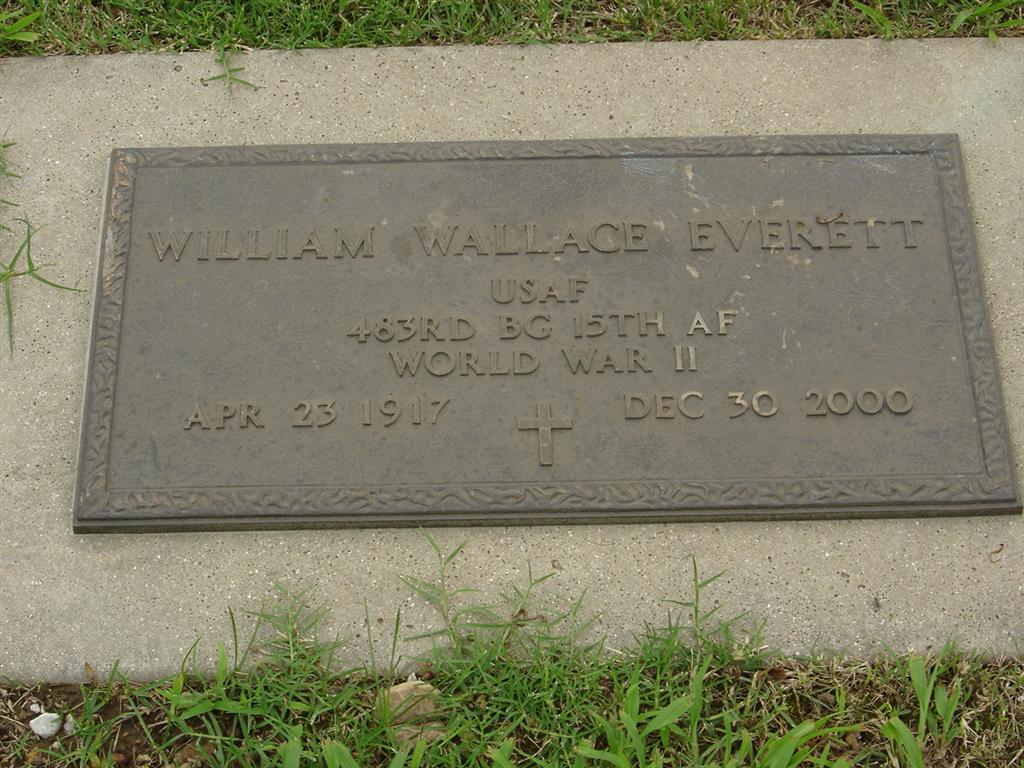 WILLIAM WALLACE EVERETT
USAF
483RD BG 15TH AF
WORLD WAR II
APR 23 1917 DEC 30 2000